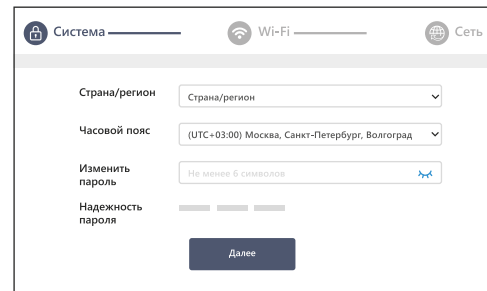 Система
Wi-Fi
Сеть
Страна/регион
Страна/регион
Часовой пояс
(UTC+03:00) Москва, Санкт-Петербург, Волгоград
Изменить
пароль
Не менее 6 символов
Надежность
пароля
Далее